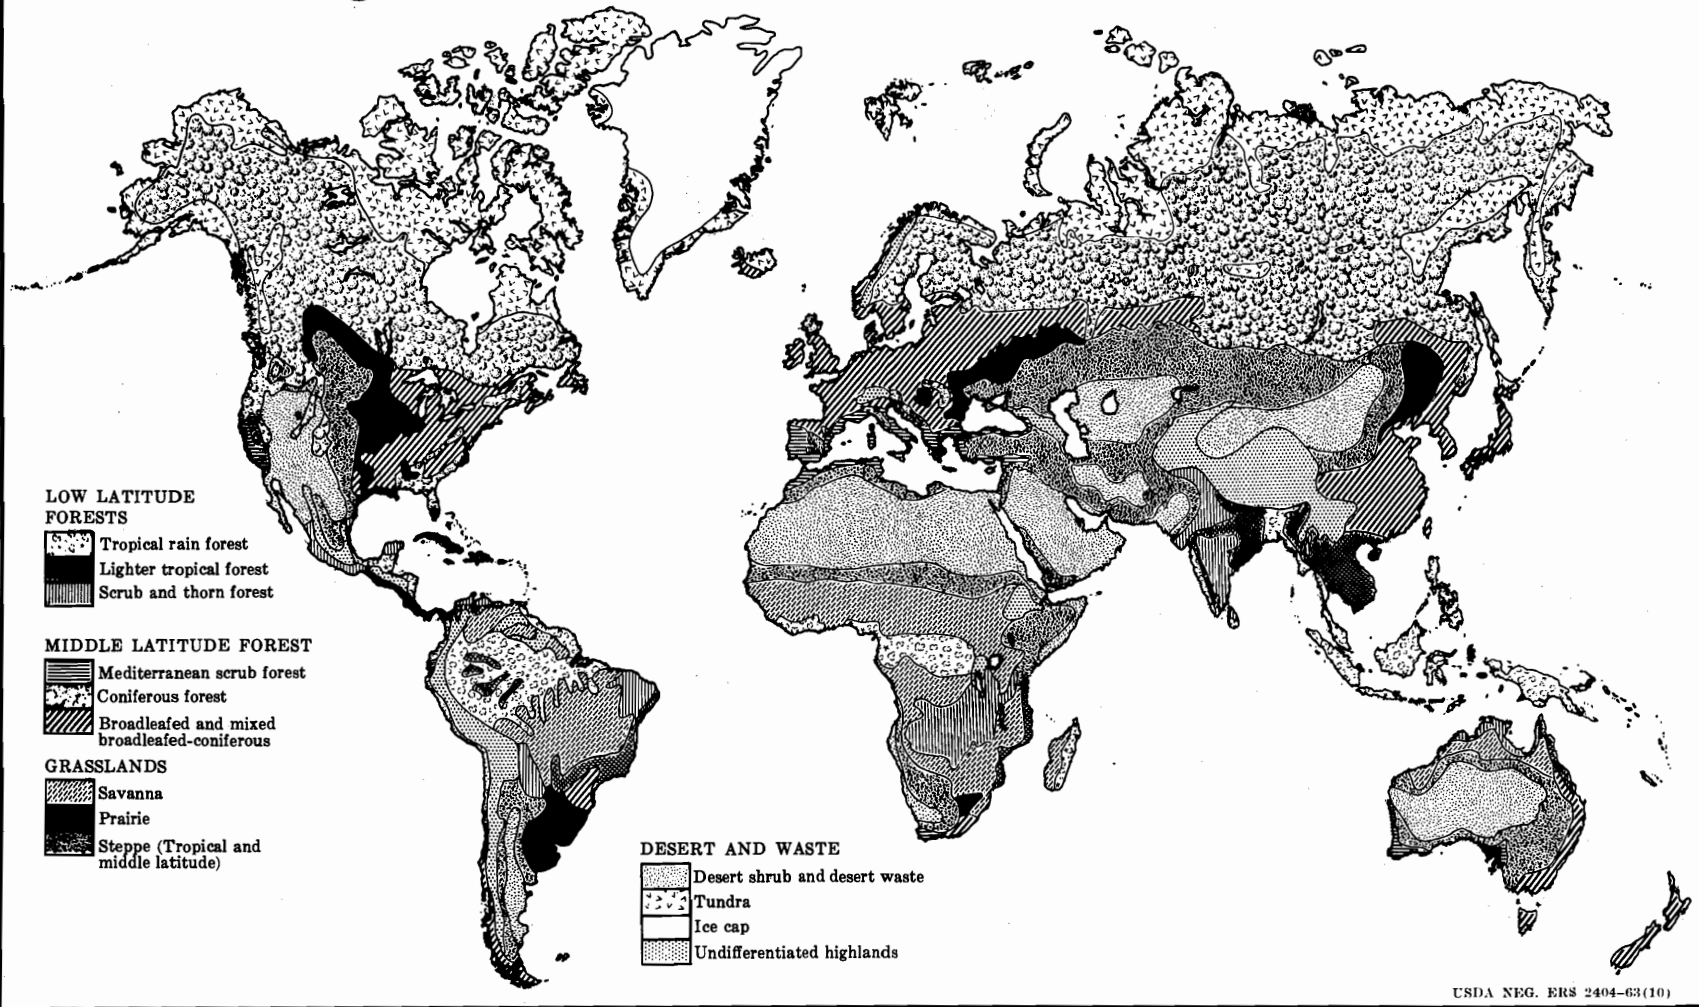 LOW LATITUDE
FORESTS
Tropical rain forest
Lighter tropical forest
Scrub and thorn forest
MIDDLE LATITUDE FOREST
Mediterranean scrub forest
Coniferous forest
Broadleafed and mixed
broadleafed-coniferous
GRASSLANDS
Savanna
Prairie
Steppe (Tropical and
middle latitude)
DESERT AND WASTE
Desert shrub and desert waste
Tundra
Ice cap
Undifferentiated highlands
USDA NEG. ERS 2404-63(10)